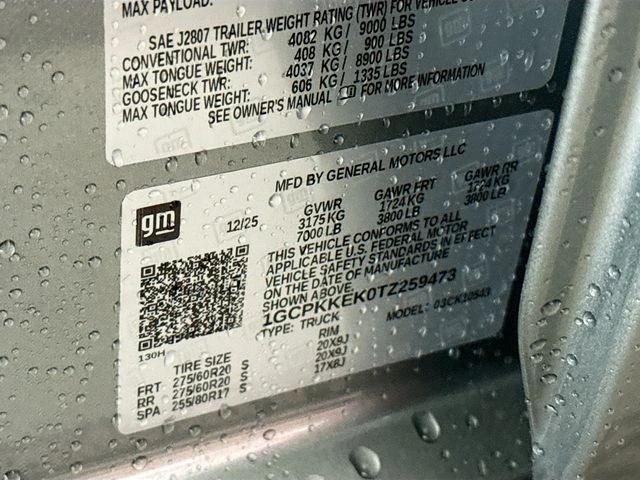 MAX PAYLOAD:
SAE J2807 TRAILER WEIGHT RATING (TWR) FOR VEHICLE
CONVENTIONAL TWR: 4082 KG / 9000 LBS
MAX TONGUE WEIGHT: 408 KG / 900 LBS
GOOSENECK TWR: 4037 KG / 8900 LBS
MAX TONGUE WEIGHT: 606 KG / 1335 LBS
SEE OWNER'S MANUAL FOR MORE INFORMATION
MFD BY GENERAL MOTORS LLC
gm 12/25 GVWR GAWR FRT GAWR RR
3175 KG 1724 KG 1724 KG
7000 LB 3800 LB 3800 LB
THIS VEHICLE CONFORMS TO ALL
APPLICABLE U.S. FEDERAL MOTOR
VEHICLE SAFETY STANDARDS IN EFFECT
ON THE DATE OF MANUFACTURE
SHOWN ABOVE.
1GCPKKEK0TZ259473
TYPE: TRUCK MODEL: 03CK10543
130H
TIRE SIZE RIM
FRT 275/60R20 S 20X9J
RR 275/60R20 S 20X9J
SPA 255/80R17 S 17X8J